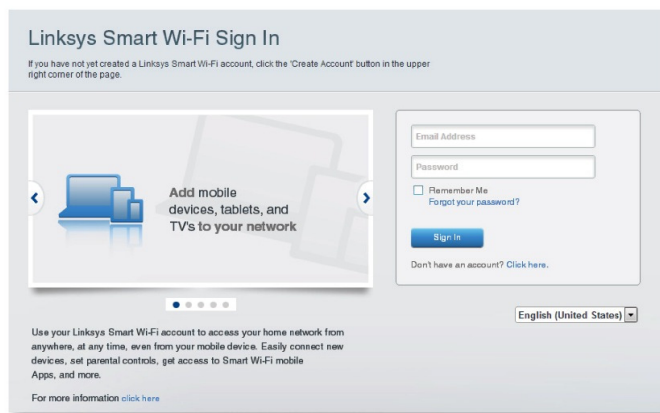 Linksys Smart Wi-Fi Sign In
If you have not yet created a Linksys Smart Wi-Fi account, click the 'Create Account' button in the upper
right corner of the page.
Add mobile
devices, tablets, and
TV's to your network
Use your Linksys Smart Wi-Fi account to access your home network from
anywhere, at any time, even from your mobile device. Easily connect new
devices, set parental controls, get access to Smart Wi-Fi mobile
Apps, and more.
For more information click here
Email Address
Password
Remember Me
Forgot your password?
Sign In
Don't have an account? Click here.
English (United States)